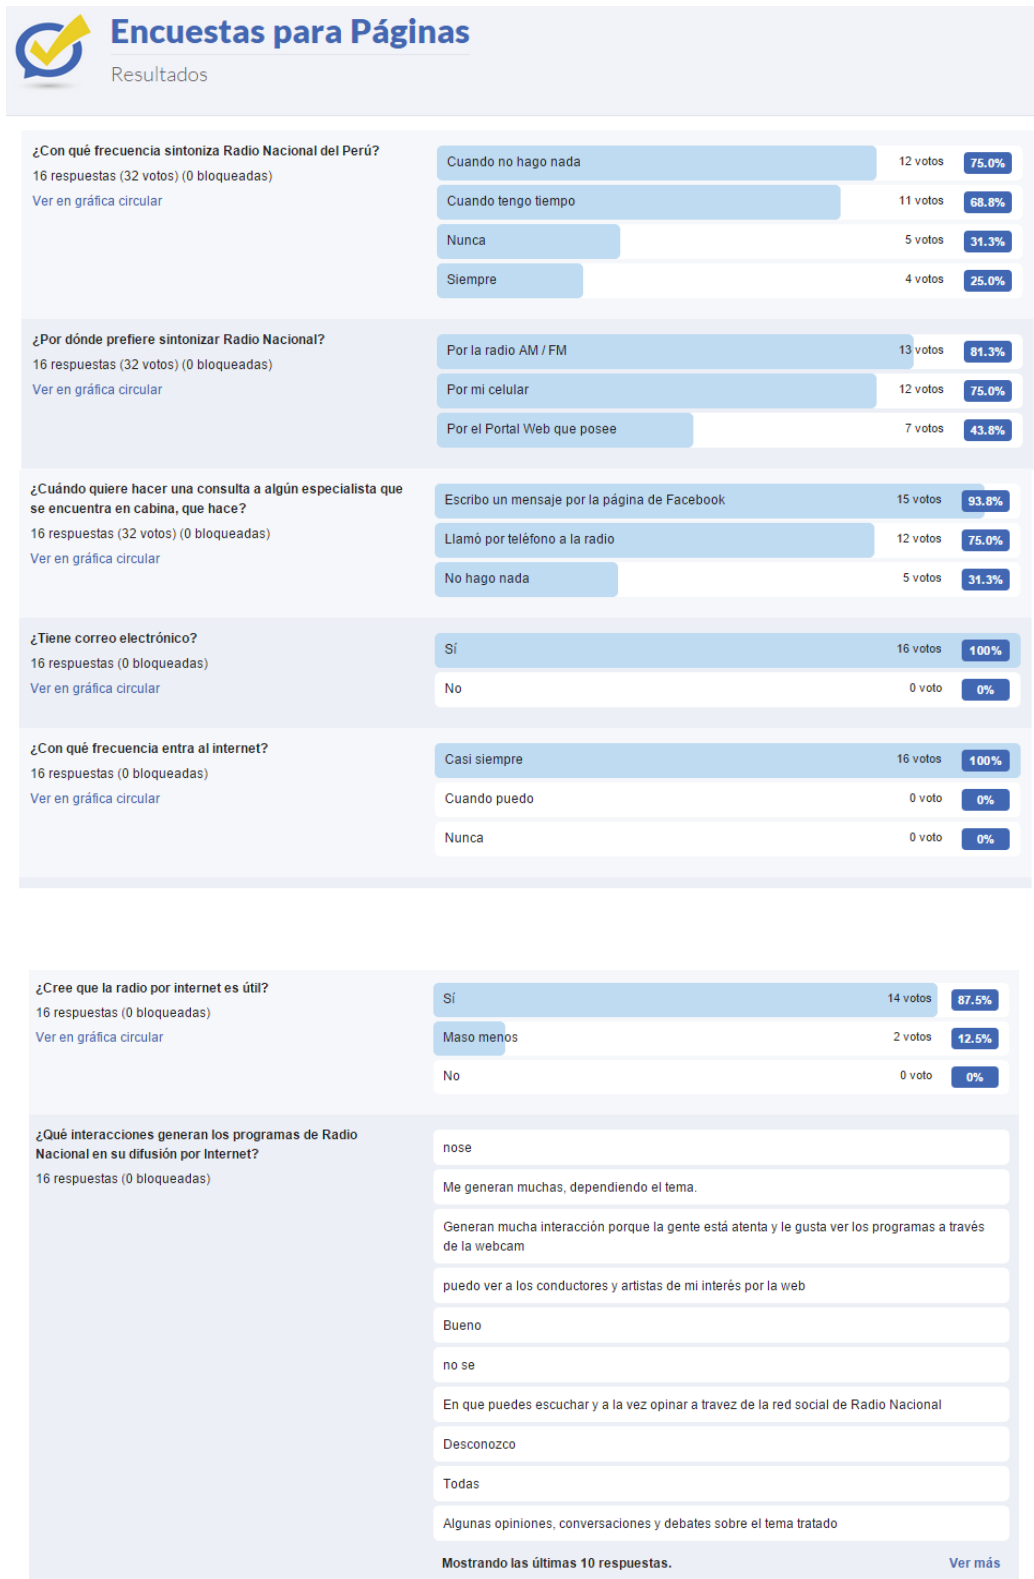 Encuestas para Páginas
Resultados
¿Con qué frecuencia sintoniza Radio Nacional del Perú?
16 respuestas (32 votos) (0 bloqueadas)
Ver en gráfica circular
Cuando no hago nada 12 votos 75.0%
Cuando tengo tiempo 11 votos 68.8%
Nunca 5 votos 31.3%
Siempre 4 votos 25.0%
¿Por dónde prefiere sintonizar Radio Nacional?
16 respuestas (32 votos) (0 bloqueadas)
Ver en gráfica circular
Por la radio AM / FM 13 votos 81.3%
Por mi celular 12 votos 75.0%
Por el Portal Web que posee 7 votos 43.8%
¿Cuándo quiere hacer una consulta a algún especialista que
se encuentra en cabina, que hace?
16 respuestas (32 votos) (0 bloqueadas)
Ver en gráfica circular
Escribo un mensaje por la página de Facebook 15 votos 93.8%
Llamó por teléfono a la radio 12 votos 75.0%
No hago nada 5 votos 31.3%
¿Tiene correo electrónico?
16 respuestas (0 bloqueadas)
Ver en gráfica circular
Sí 16 votos 100%
No 0 voto 0%
¿Con qué frecuencia entra al internet?
16 respuestas (0 bloqueadas)
Ver en gráfica circular
Casi siempre 16 votos 100%
Cuando puedo 0 voto 0%
Nunca 0 voto 0%
¿Cree que la radio por internet es útil?
16 respuestas (0 bloqueadas)
Ver en gráfica circular
Sí 14 votos 87.5%
Maso menos 2 votos 12.5%
No 0 voto 0%
¿Qué interacciones generan los programas de Radio
Nacional en su difusión por Internet?
16 respuestas (0 bloqueadas)
nose
Me generan muchas, dependiendo el tema.
Generan mucha interacción porque la gente está atenta y le gusta ver los programas a través
de la webcam
puedo ver a los conductores y artistas de mi interés por la web
Bueno
no se
En que puedes escuchar y a la vez opinar a travez de la red social de Radio Nacional
Desconozco
Todas
Algunas opiniones, conversaciones y debates sobre el tema tratado
Mostrando las últimas 10 respuestas. Ver más